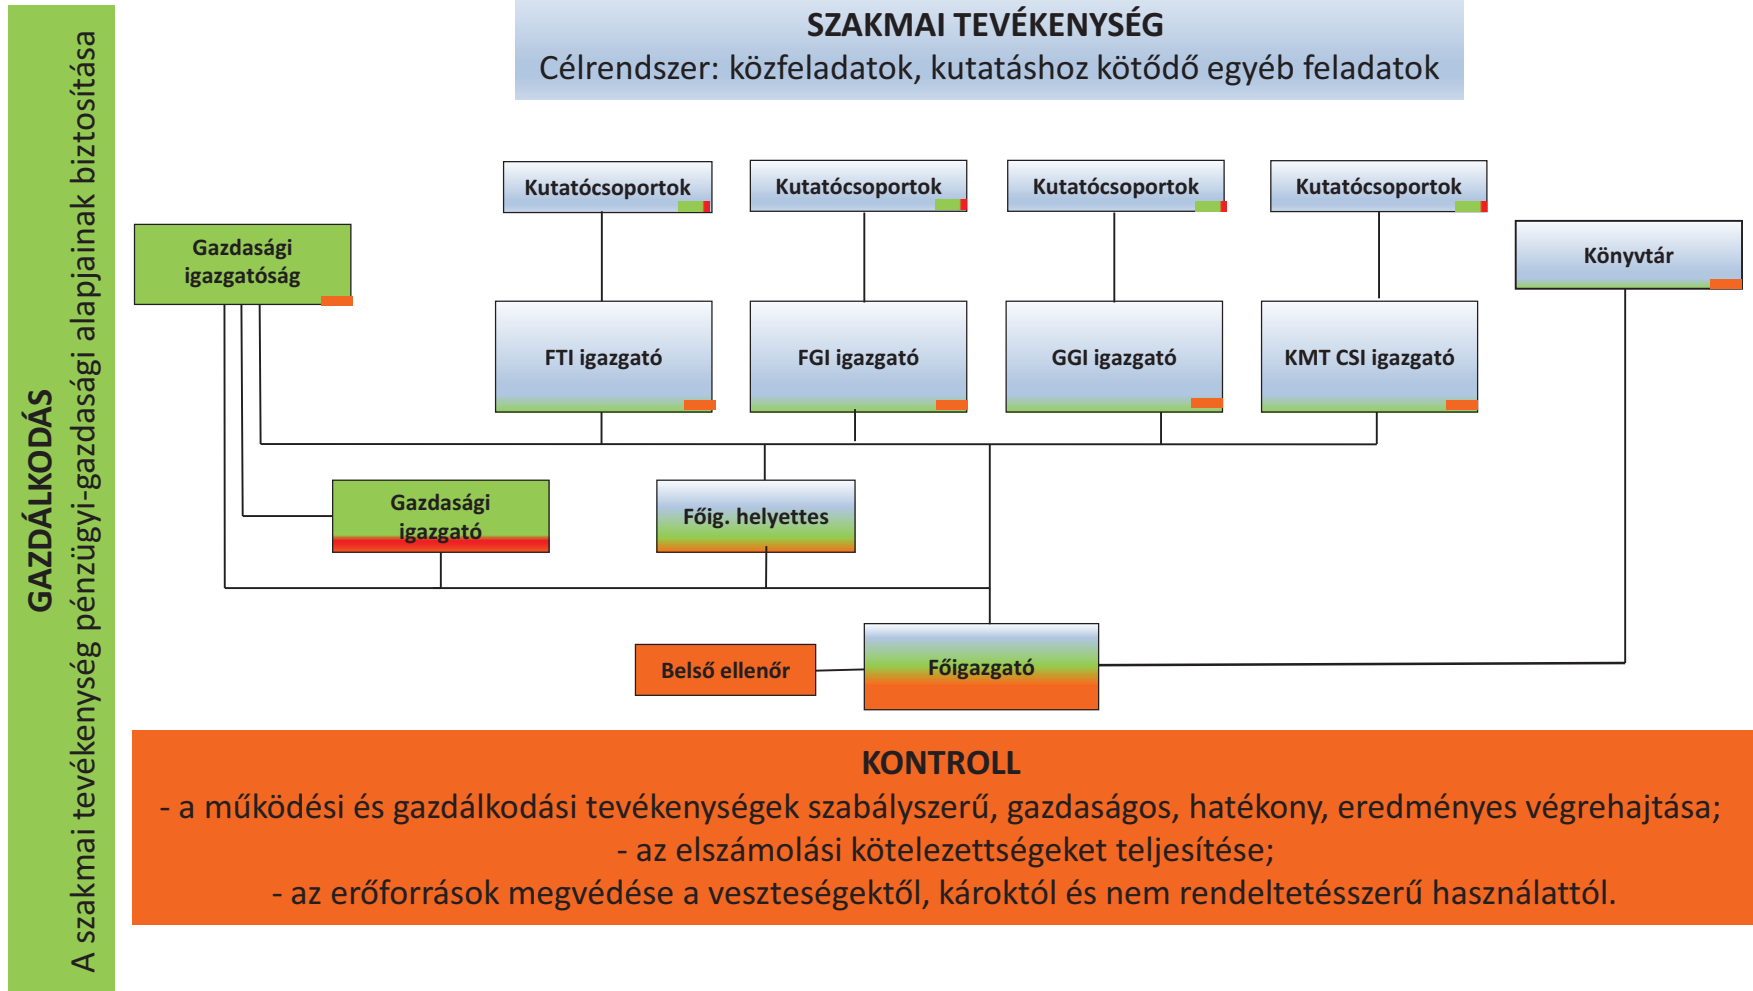 SZAKMAI TEVÉKENYSÉG
Célrendszer: közfeladatok, kutatáshoz kötődő egyéb feladatok
GAZDÁLKODÁS
A szakmai tevékenység pénzügyi-gazdasági alapjainak biztosítása
Kutatócsoportok
Kutatócsoportok
Kutatócsoportok
Kutatócsoportok
Gazdasági
igazgatóság
Könyvtár
FTI igazgató
FGI igazgató
GGI igazgató
KMT CSI igazgató
Gazdasági
igazgató
Főig. helyettes
Belső ellenőr
Főigazgató
KONTROLL
- a működési és gazdálkodási tevékenységek szabályszerű, gazdaságos, hatékony, eredményes végrehajtása;
- az elszámolási kötelezettségeket teljesítése;
- az erőforrások megvédése a veszteségektől, károktól és nem rendeltetésszerű használattól.